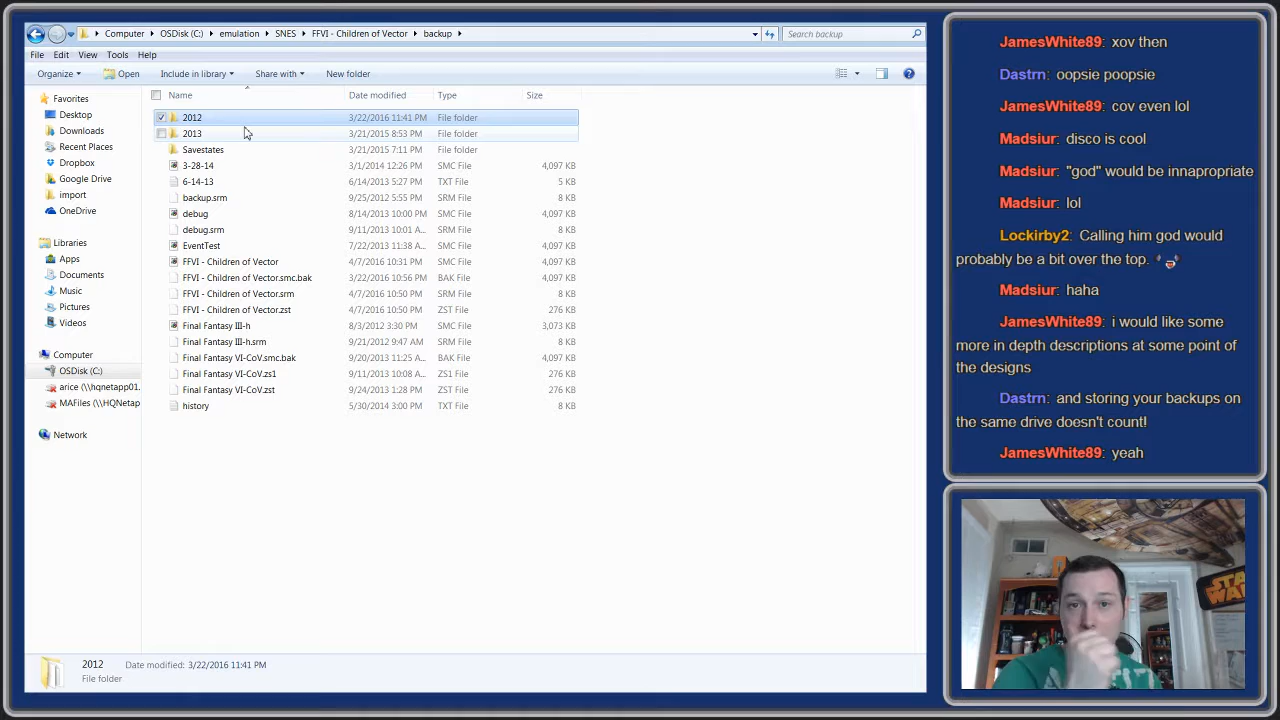 Computer OSDisk (C:) emulation SNES FFVI - Children of Vector backup
Search backup
File Edit View Tools Help
Organize Open Include in library Share with New folder
Name Date modified Type Size
Favorites
Desktop
Downloads
Recent Places
Dropbox
Google Drive
import
OneDrive
Libraries
Apps
Documents
Music
Pictures
Videos
Computer
OSDisk (C:)
arice (\\hqnetapp01.
MAFiles (\\HQNetap
Network
2012 3/22/2016 11:41 PM File folder
2013 3/21/2015 8:53 PM File folder
Savestates 3/21/2015 7:11 PM File folder
3-28-14 3/1/2014 12:26 PM SMC File 4,097 KB
6-14-13 6/14/2013 5:27 PM TXT File 5 KB
backup.srm 9/25/2012 5:55 PM SRM File 8 KB
debug 8/14/2013 10:00 PM SMC File 4,097 KB
debug.srm 9/11/2013 10:01 A... SRM File 8 KB
EventTest 7/22/2013 11:38 A... SMC File 4,097 KB
FFVI - Children of Vector 4/7/2016 10:31 PM SMC File 4,097 KB
FFVI - Children of Vector.smc.bak 3/22/2016 10:56 PM BAK File 4,097 KB
FFVI - Children of Vector.srm 4/7/2016 10:50 PM SRM File 8 KB
FFVI - Children of Vector.zst 4/7/2016 10:50 PM ZST File 276 KB
Final Fantasy III-h 8/3/2012 3:30 PM SMC File 3,073 KB
Final Fantasy III-h.srm 9/21/2012 9:47 AM SRM File 8 KB
Final Fantasy VI-CoV.smc.bak 9/20/2013 11:25 A... BAK File 4,097 KB
Final Fantasy VI-CoV.zs1 9/11/2013 10:08 A... ZS1 File 276 KB
Final Fantasy VI-CoV.zst 9/24/2013 1:28 PM ZST File 276 KB
history 5/30/2014 3:00 PM TXT File 8 KB
2012 Date modified: 3/22/2016 11:41 PM
File folder
JamesWhite89: xov then
Dastrn: oopsie poopsie
JamesWhite89: cov even lol
Madsiur: disco is cool
Madsiur: "god" would be innapropriate
Madsiur: lol
Lockirby2: Calling him god would
probably be a bit over the top.
Madsiur: haha
JamesWhite89: i would like some
more in depth descriptions at some point of
the designs
Dastrn: and storing your backups on
the same drive doesn't count!
JamesWhite89: yeah
STAR
WARS